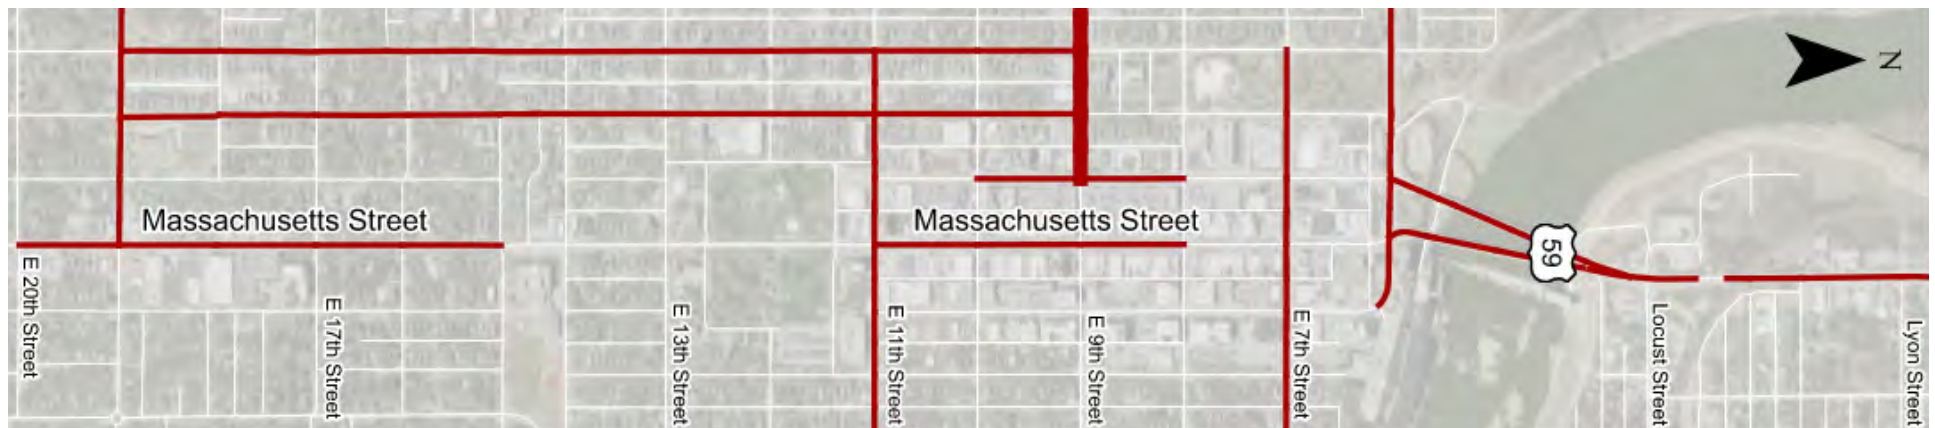 N
Massachusetts Street
Massachusetts Street
59
E 20th Street
E 17th Street
E 13th Street
E 11th Street
E 9th Street
E 7th Street
Locust Street
Lyon Street